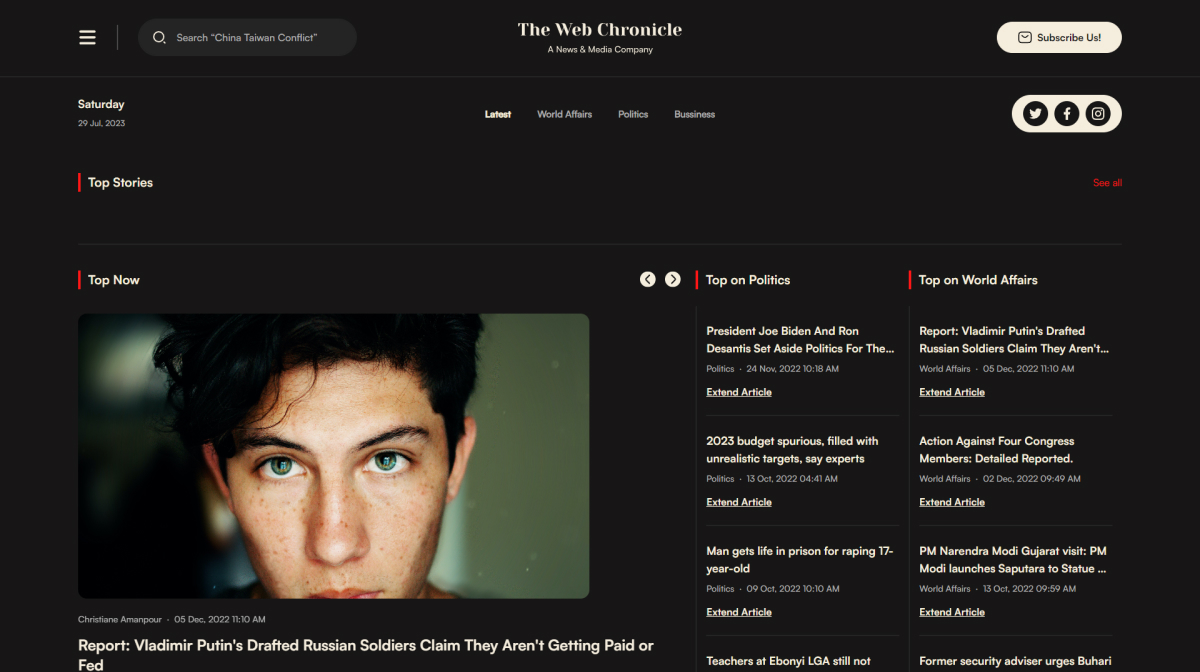 Search “China Taiwan Conflict”
The Web Chronicle
A News & Media Company
Subscribe Us!
Saturday
29 Jul, 2023
Latest
World Affairs
Politics
Bussiness
Top Stories
See all
Top Now
Christiane Amanpour · 05 Dec, 2022 11:10 AM
Report: Vladimir Putin's Drafted Russian Soldiers Claim They Aren't Getting Paid or
Fed
Top on Politics
President Joe Biden And Ron
Desantis Set Aside Politics For The...
Politics · 24 Nov, 2022 10:18 AM
Extend Article
2023 budget spurious, filled with
unrealistic targets, say experts
Politics · 13 Oct, 2022 04:41 AM
Extend Article
Man gets life in prison for raping 17-
year-old
Politics · 09 Oct, 2022 10:10 AM
Extend Article
Teachers at Ebonyi LGA still not
Top on World Affairs
Report: Vladimir Putin's Drafted
Russian Soldiers Claim They Aren't...
World Affairs · 05 Dec, 2022 11:10 AM
Extend Article
Action Against Four Congress
Members: Detailed Reported.
World Affairs · 02 Dec, 2022 09:49 AM
Extend Article
PM Narendra Modi Gujarat visit: PM
Modi launches Saputara to Statue ...
World Affairs · 13 Oct, 2022 09:59 AM
Extend Article
Former security adviser urges Buhari